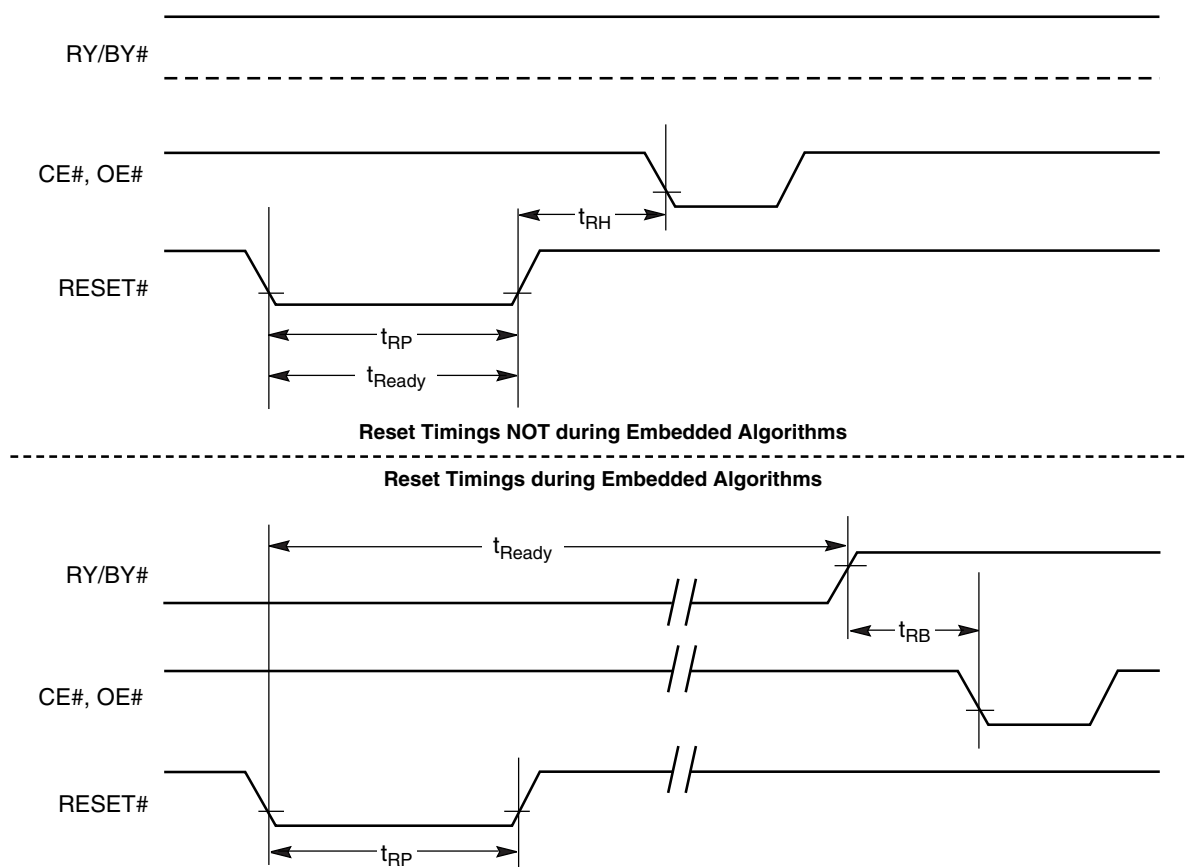 RY/BY#
CE#, OE#
tRH
RESET#
tRP
tReady
Reset Timings NOT during Embedded Algorithms
Reset Timings during Embedded Algorithms
tReady
RY/BY#
tRB
CE#, OE#
RESET#
tRP